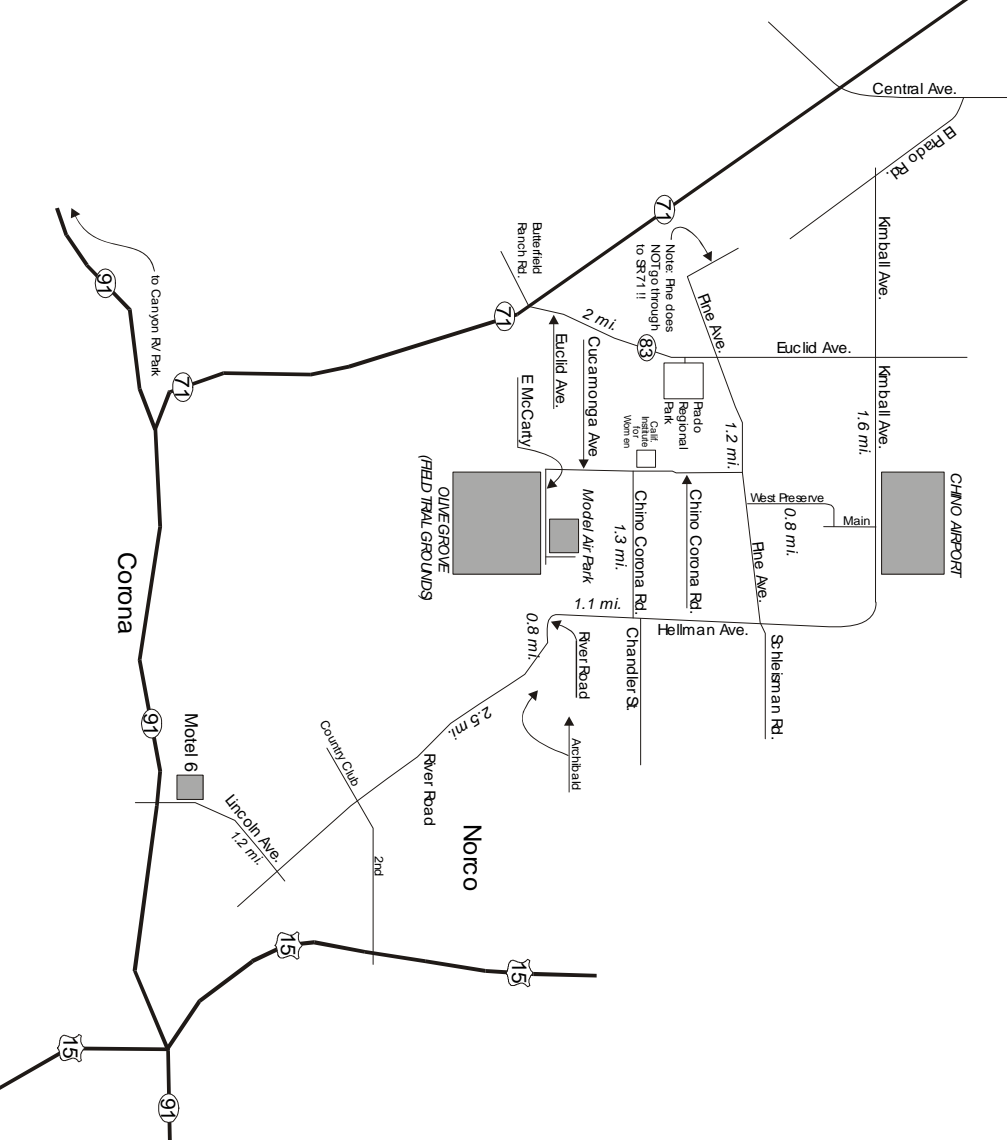 Central Ave.
El Prado Rd.
Kimball Ave.
71
Note: Pine does
NOT go through
to SR71 !!
Butterfield
Ranch Rd.
to Canyon RV Park
91
71
71
2 mi.
83
Pine Ave.
Euclid Ave.
Kimball Ave.
Euclid Ave.
Cucamonga Ave
E McCarty
Prado
Regional
Park
Calif.
Institute
for
Women
1.2 mi.
1.6 mi.
CHINO AIRPORT
OLIVE GROVE
(FIELD TRIAL GROUNDS)
Model Air Park
Chino Corona Rd.
1.3 mi.
Chino Corona Rd.
West Preserve
0.8 mi.
Main
Pine Ave.
Corona
1.1 mi.
0.8 mi.
River Road
Chandler St.
Hellman Ave.
Schleisman Rd.
91
Motel 6
Lincoln Ave.
1.2 mi.
Country Club
2.5 mi.
River Road
Archibald
Norco
2nd
15
15
15
91